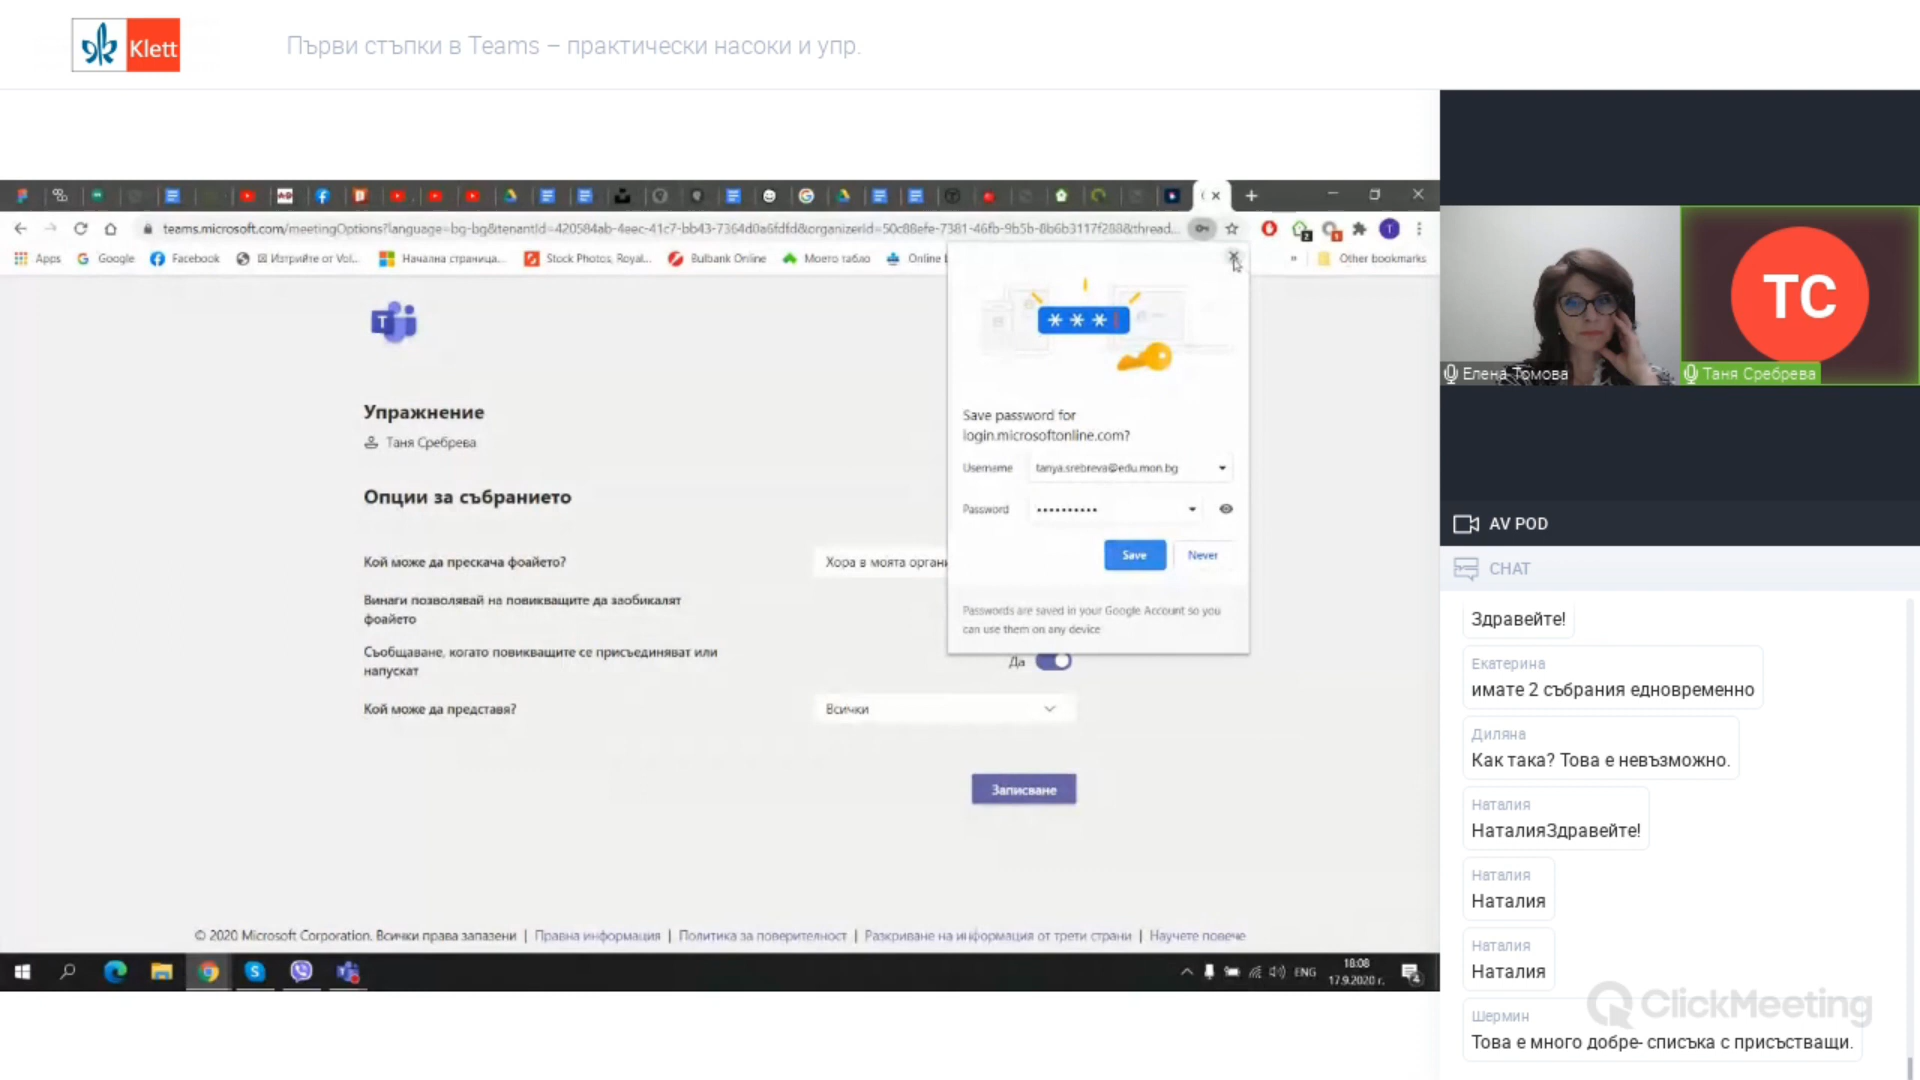 Klett
Първи стъпки в Teams – практически насоки и упр.
teams.microsoft.com/meetingOptions?language=bg-bg&tenantId=420584ab-4eec-41c7-bb43-7364d0a6fdfd&organizerId=50c88efe-7381-46fb-9b5b-8b6b3117f288&thread...
Apps
Google
Facebook
Изтрийте от Vol...
Начална страница...
Stock Photos, Royal...
Bulbank Online
Моето табло
Online
»
Other bookmarks
Упражнение
Таня Сребрева
Опции за събранието
Кой може да прескача фоайето?
Хора в моята
Винаги позволявай на повикващите да заобикалят
фоайето
Съобщаване, когато повикващите се присъединяват или
напускат
Да
Кой може да представя?
Всички
Записване
Save password for
login.microsoftonline.com?
Username
tanya.srebreva@edu.mon.bg
Password
••••••••••
Save
Never
Passwords are saved in your Google Account so you
can use them on any device
© 2020 Microsoft Corporation. Всички права запазени | Правна информация | Политика за поверителност | Разкриване на информация от трети страни | Научете повече
ENG
18:08
17.9.2020 г.
TC
Елена Томова
Таня Сребрева
AV POD
CHAT
Здравейте!
Екатерина
имате 2 събрания едновременно
Диляна
Как така? Това е невъзможно.
Наталия
НаталияЗдравейте!
Наталия
Наталия
Наталия
Наталия
Шермин
Това е много добре- списъка с присъстващи.
ClickMeeting